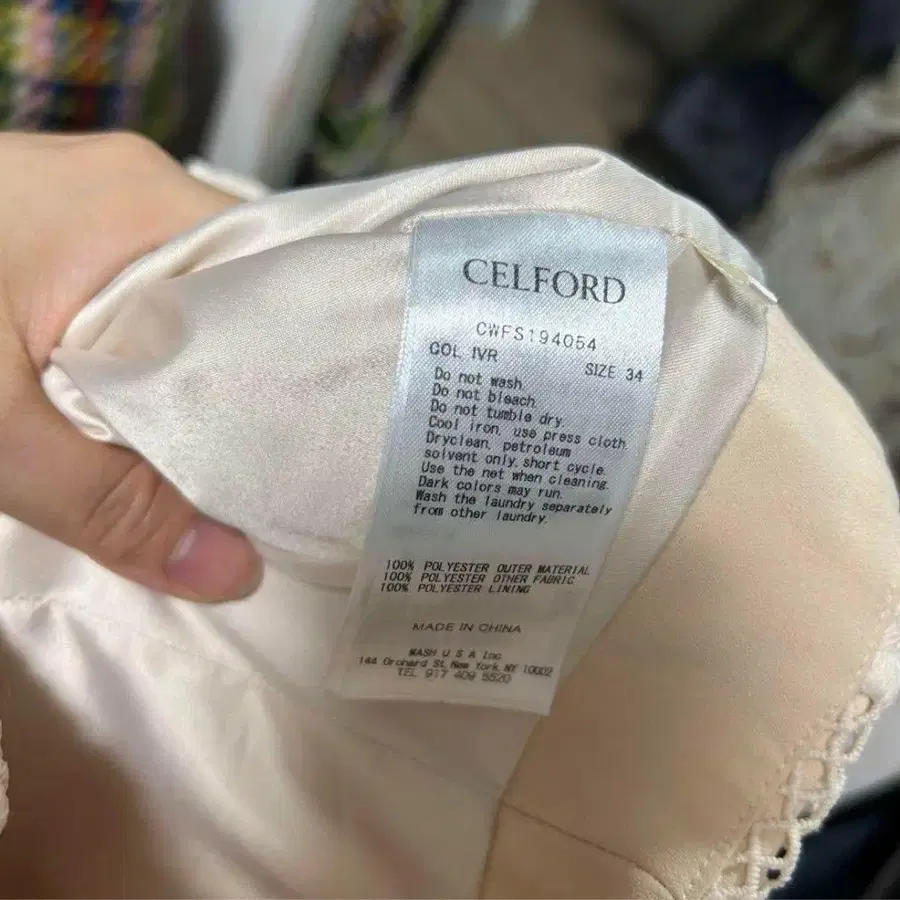 CELFORD
CWFS194054
COL IVR
SIZE 34
Do not wash.
Do not bleach.
Do not tumble dry.
Cool iron, use press cloth.
Dryclean, petroleum
solvent only, short cycle.
Use the net when cleaning.
Dark colors may run.
Wash the laundry separately
from other laundry.
100% POLYESTER OUTER MATERIAL
100% POLYESTER OTHER FABRIC
100% POLYESTER LINING
MADE IN CHINA
MASH U S A Inc
144 Orchard St. New York, NY 10002
TEL 917 409 5520